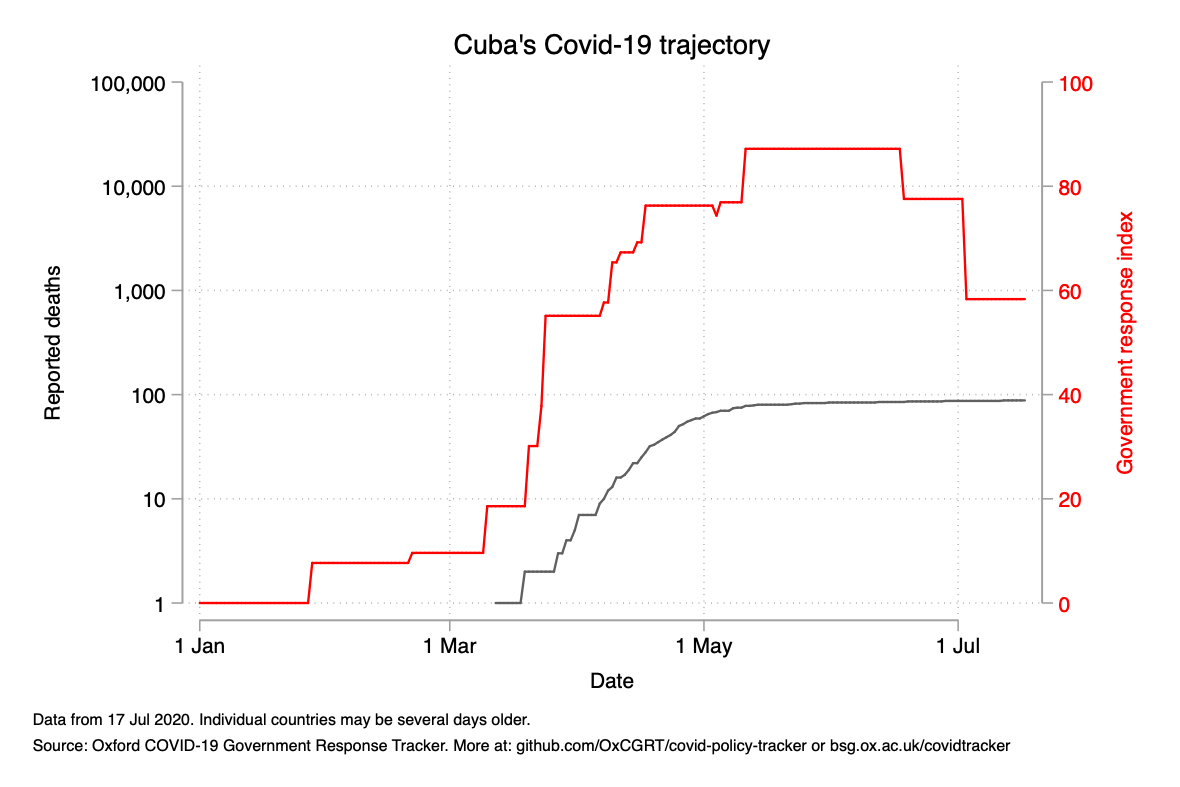 Cuba's Covid-19 trajectory
100,000
10,000
1,000
100
10
1
Reported deaths
100
80
60
40
20
0
Government response index
1 Jan
1 Mar
1 May
1 Jul
Date
Data from 17 Jul 2020. Individual countries may be several days older.
Source: Oxford COVID-19 Government Response Tracker. More at: github.com/OxCGRT/covid-policy-tracker or bsg.ox.ac.uk/covidtracker